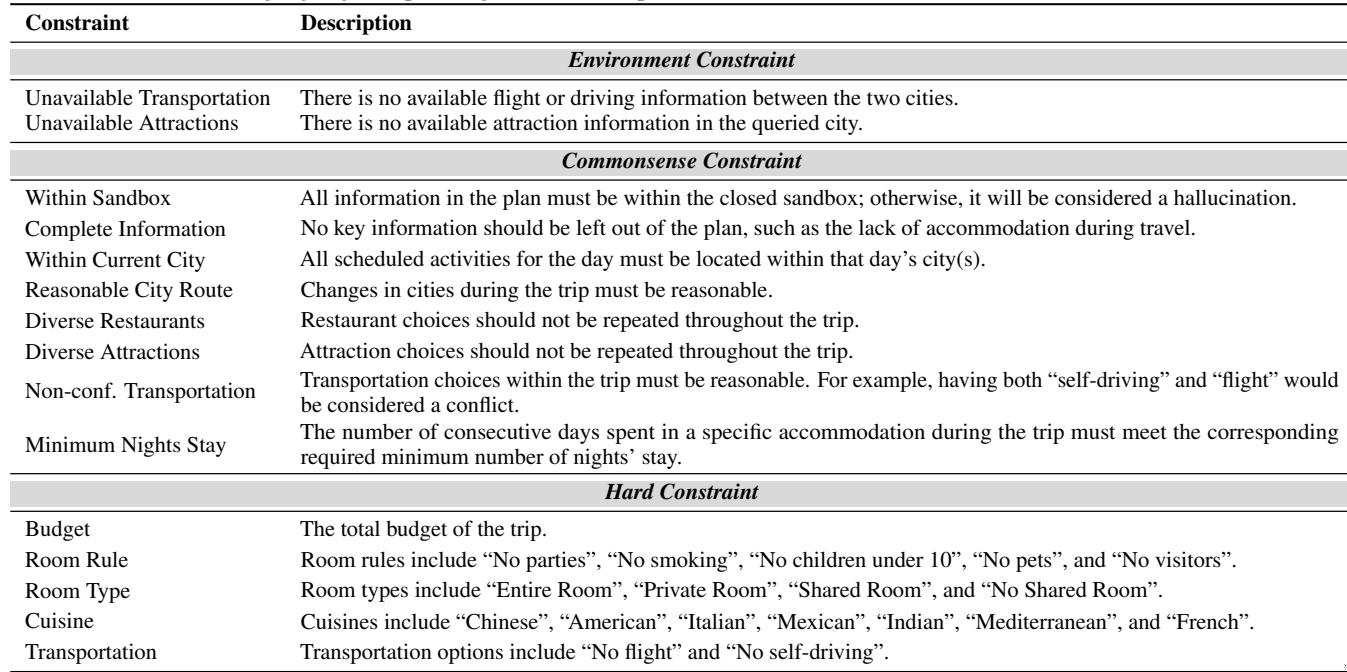 Constraint Description
Environment Constraint
Unavailable Transportation There is no available flight or driving information between the two cities.
Unavailable Attractions There is no available attraction information in the queried city.
Commonsense Constraint
Within Sandbox All information in the plan must be within the closed sandbox; otherwise, it will be considered a hallucination.
Complete Information No key information should be left out of the plan, such as the lack of accommodation during travel.
Within Current City All scheduled activities for the day must be located within that day’s city(s).
Reasonable City Route Changes in cities during the trip must be reasonable.
Diverse Restaurants Restaurant choices should not be repeated throughout the trip.
Diverse Attractions Attraction choices should not be repeated throughout the trip.
Non-conf. Transportation Transportation choices within the trip must be reasonable. For example, having both “self-driving” and “flight” would
be considered a conflict.
Minimum Nights Stay The number of consecutive days spent in a specific accommodation during the trip must meet the corresponding
required minimum number of nights’ stay.
Hard Constraint
Budget The total budget of the trip.
Room Rule Room rules include “No parties”, “No smoking”, “No children under 10”, “No pets”, and “No visitors”.
Room Type Room types include “Entire Room”, “Private Room”, “Shared Room”, and “No Shared Room”.
Cuisine Cuisines include “Chinese”, “American”, “Italian”, “Mexican”, “Indian”, “Mediterranean”, and “French”.
Transportation Transportation options include “No flight” and “No self-driving”.